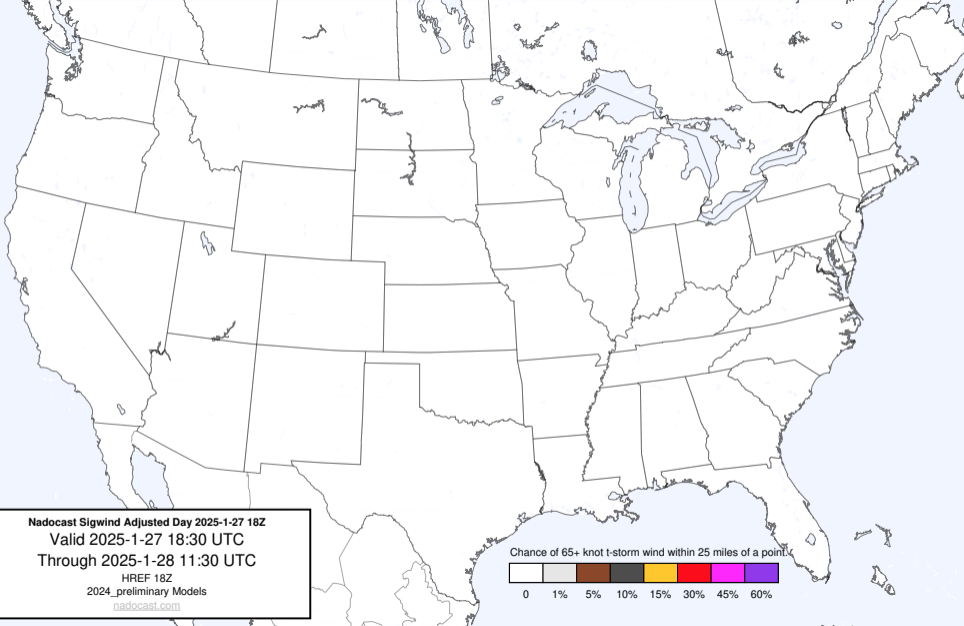 Nadocast Sigwind Adjusted Day 2025-1-27 18Z
Valid 2025-1-27 18:30 UTC
Through 2025-1-28 11:30 UTC
HREF 18Z
2024_preliminary Models
nadocast.com
Chance of 65+ knot t-storm wind within 25 miles of a point.
0 1% 5% 10% 15% 30% 45% 60%